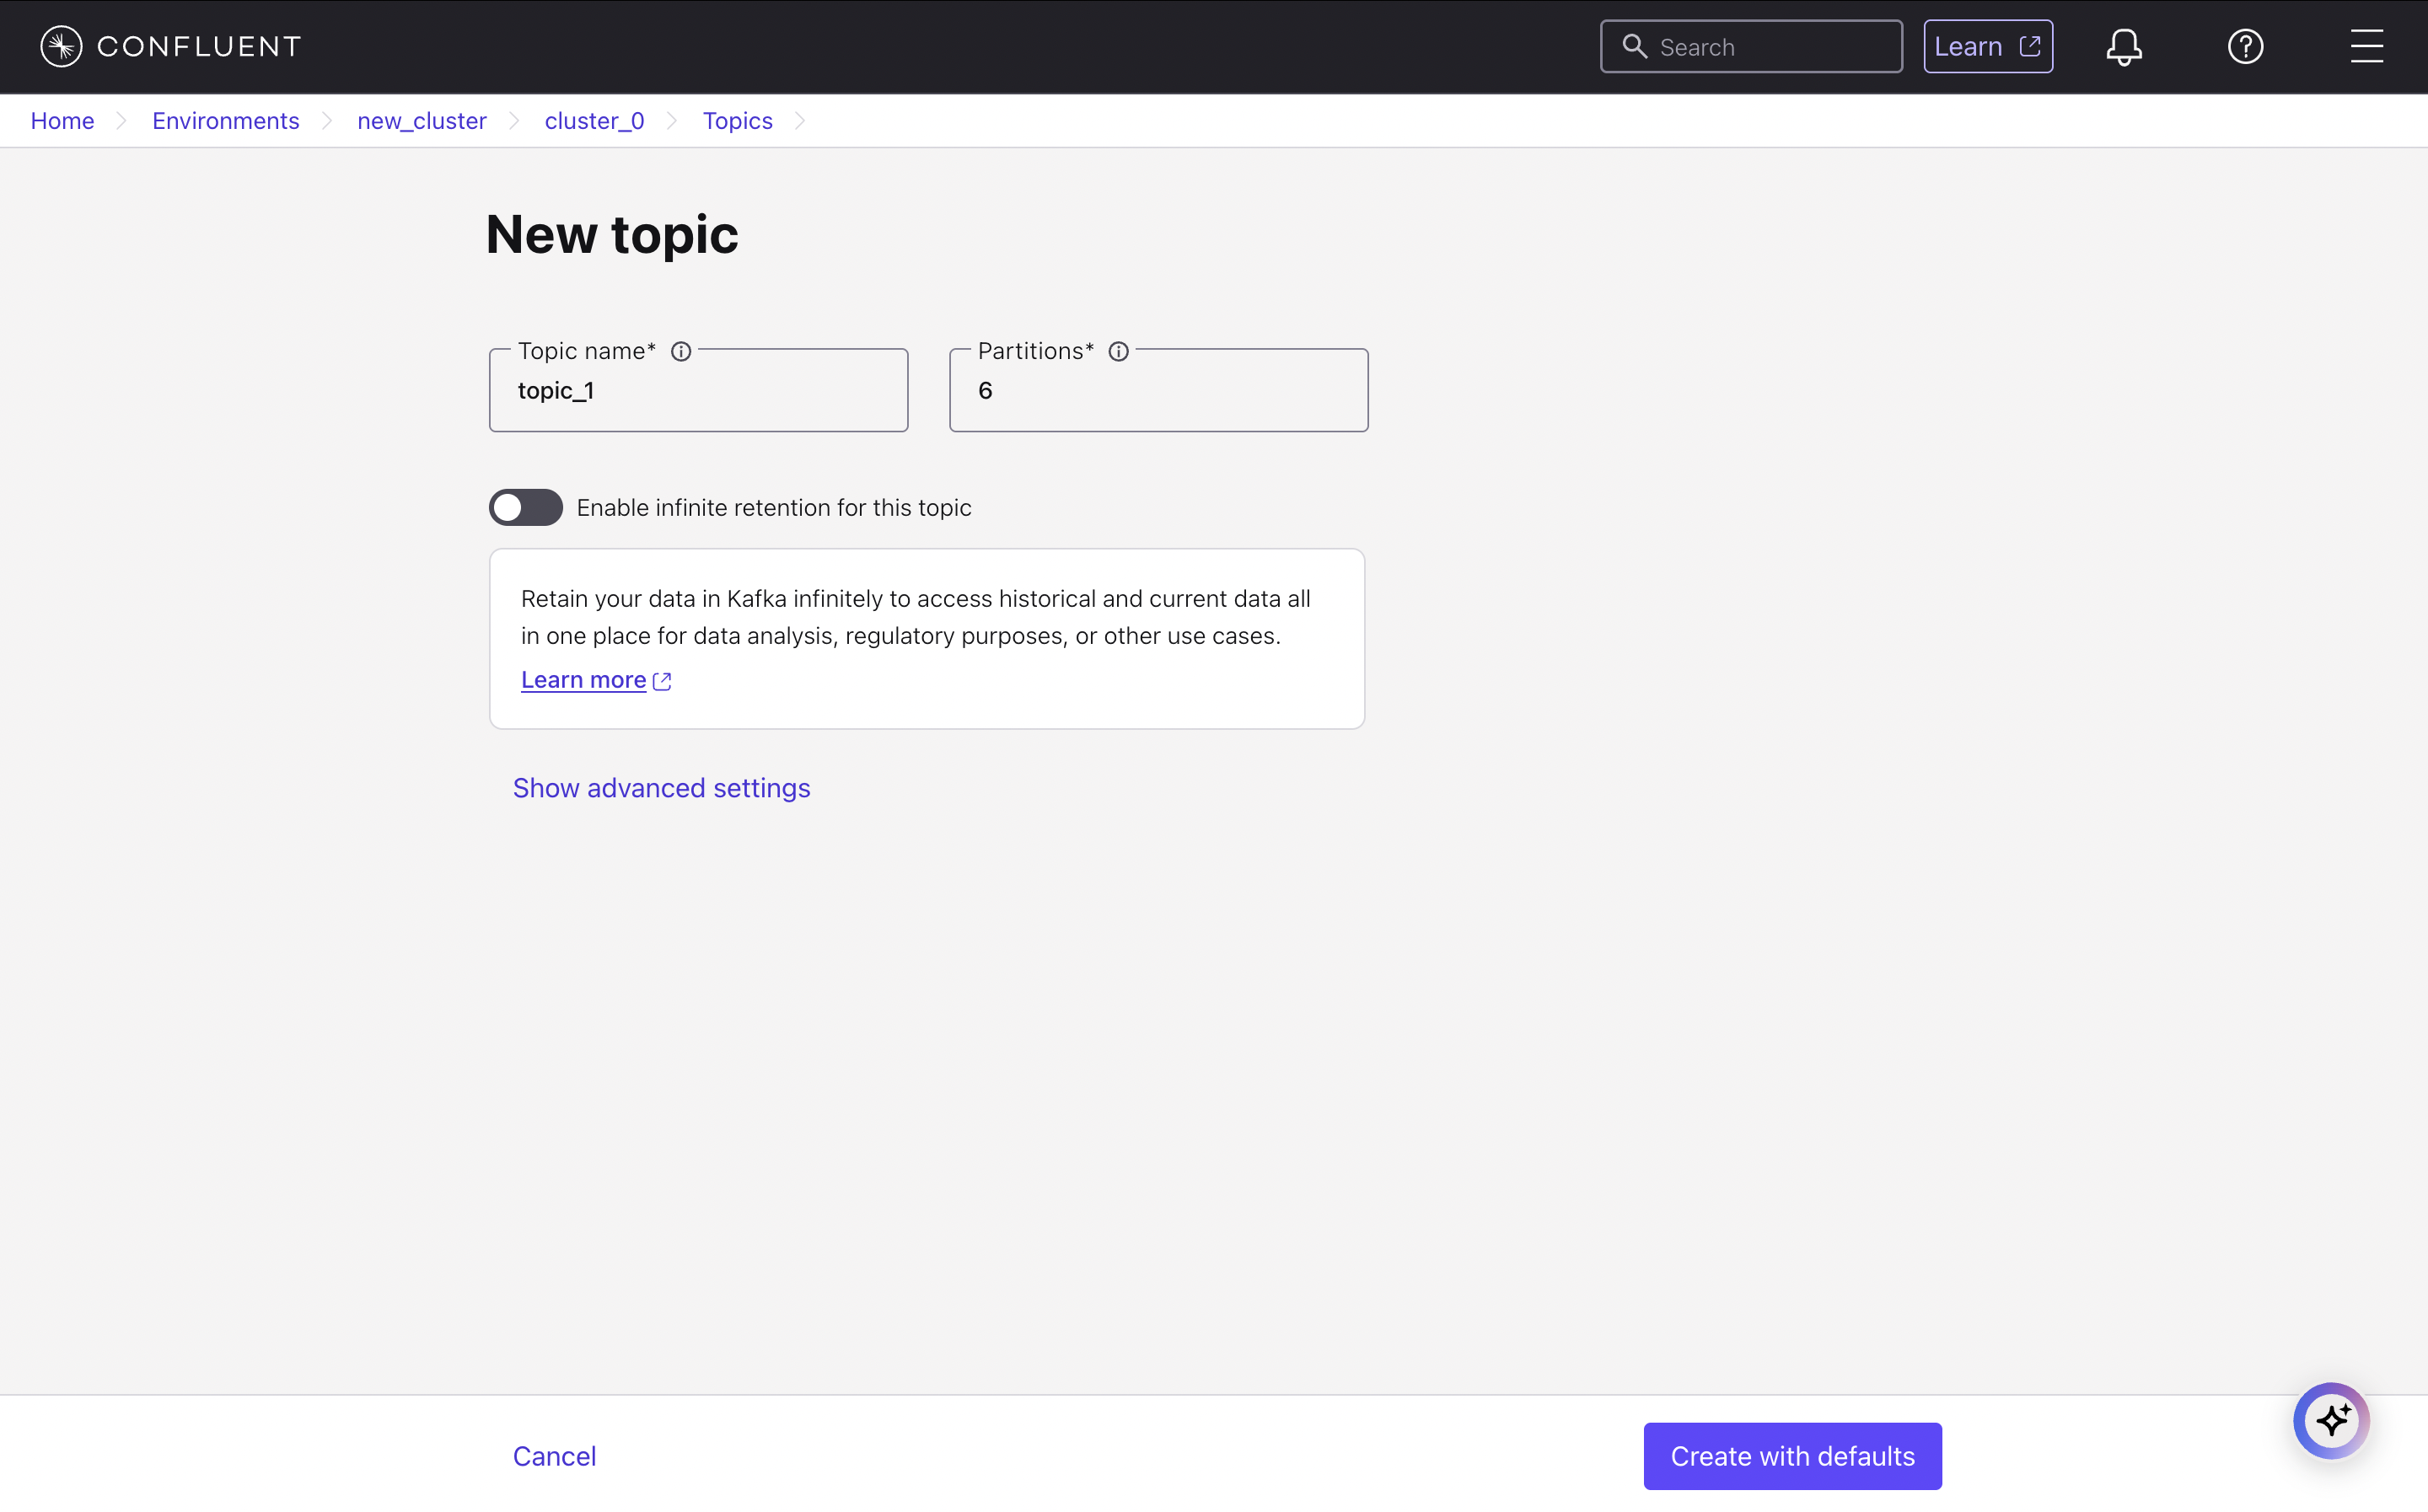 CONFLUENT
Search
Learn
Home
Environments
new_cluster
cluster_0
Topics
New topic
Topic name*
topic_1
Partitions*
6
Enable infinite retention for this topic
Retain your data in Kafka infinitely to access historical and current data all
in one place for data analysis, regulatory purposes, or other use cases.
Learn more
Show advanced settings
Cancel
Create with defaults